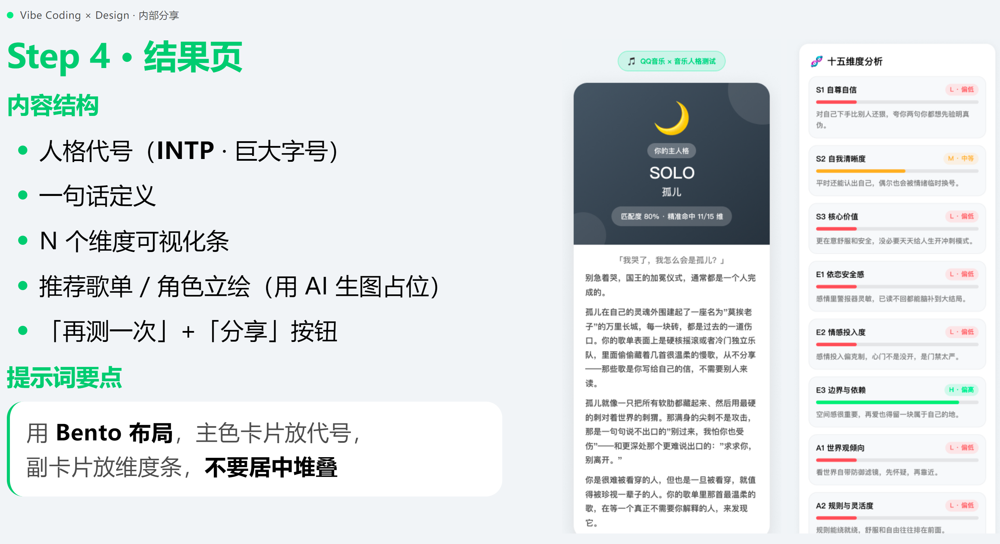 Vibe Coding × Design · 内部分享
Step 4 · 结果页
内容结构
人格代号（INTP · 巨大字号）
一句话定义
N 个维度可视化条
推荐歌单 / 角色立绘（用 AI 生图占位）
「再测一次」+「分享」按钮
提示词要点
用 Bento 布局，主色卡片放代号，
副卡片放维度条，不要居中堆叠
QQ音乐 × 音乐人格测试
你的主人格
SOLO
孤儿
匹配度 80% · 精准命中 11/15 维
「我哭了，我怎么会是孤儿？」
别急着哭，国王的加冕仪式，通常都是一个人完
成的。
孤儿在自己的灵魂外围建起了一座名为”莫挨老
子”的万里长城，每一块砖，都是过去的一道伤
口。你的歌单表面上是硬核摇滚或者冷门独立乐
队，里面偷偷藏着几首很温柔的慢歌，从不分享
——那些歌是你写给自己的信，不需要别人来
读。
孤儿就像一只把所有软肋都藏起来、然后用最硬
的刺对着世界的刺猬。那满身的尖刺不是攻击，
那是一句句说不出口的”别过来，我怕你也受
伤”——和更深处那个更难说出口的：”求求你，
别离开。”
你是很难被看穿的人，但也是一旦被看穿，就值
得被珍视一辈子的人。你的歌单里那首最温柔的
歌，在等一个真正不需要你解释的人，来发现
它。
十五维度分析
S1 自尊自信
L · 偏低
对自己下手比别人还狠，夸你两句你都想先验明真
伪。
S2 自我清晰度
M · 中等
平时还能认出自己，偶尔也会被情绪临时换号。
S3 核心价值
L · 偏低
更在意舒服和安全，没必要天天给人生开冲刺模式。
E1 依恋安全感
L · 偏低
感情里警报器灵敏，已读不回都能脑补到大结局。
E2 情感投入度
L · 偏低
感情投入偏克制，心门不是没开，是门禁太严。
E3 边界与依赖
H · 偏高
空间感很重要，再爱也得留一块属于自己的地。
A1 世界观倾向
L · 偏低
看世界自带防御滤镜，先怀疑，再靠近。
A2 规则与灵活度
L · 偏低
规则能绕就绕，舒服和自由往往排在前面。